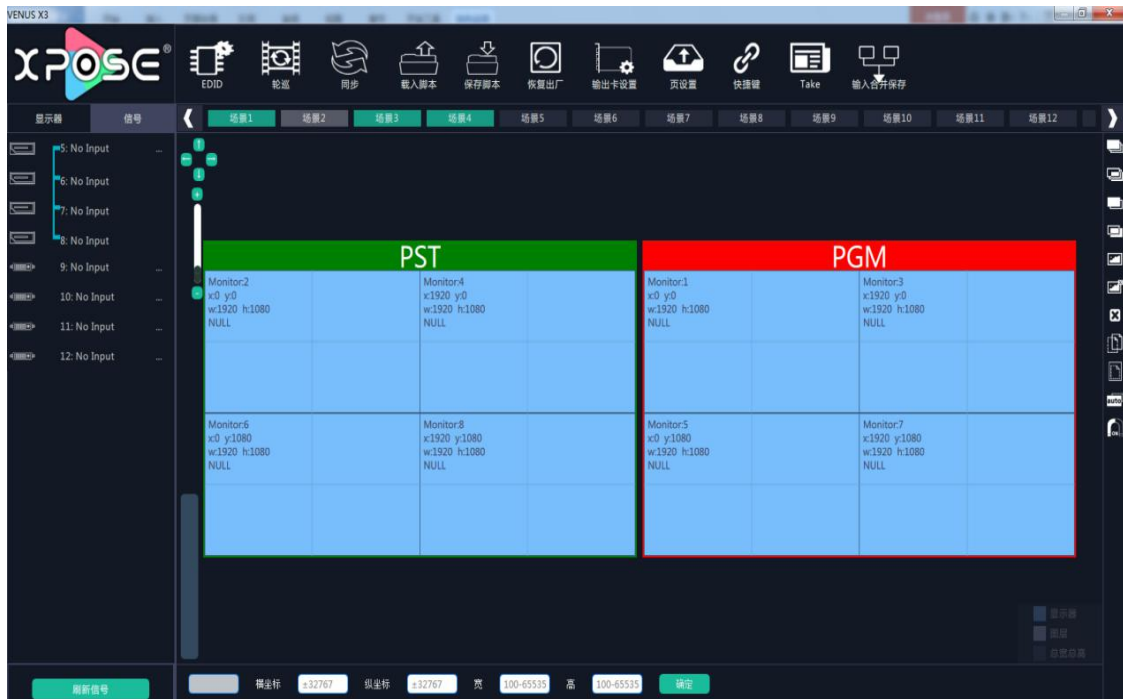 VENUS X3
XPOSE®
EDID
轮巡
同步
载入脚本
保存脚本
恢复出厂
输出卡设置
页设置
快捷键
Take
输入合并保存
显示器
信号
场景1
场景2
场景3
场景4
场景5
场景6
场景7
场景8
场景9
场景10
场景11
场景12
5: No Input ...
6: No Input
7: No Input
8: No Input
9: No Input ...
10: No Input ...
11: No Input ...
12: No Input ...
PST
Monitor:2
x:0 y:0
w:1920 h:1080
NULL
Monitor:4
x:1920 y:0
w:1920 h:1080
NULL
Monitor:6
x:0 y:1080
w:1920 h:1080
NULL
Monitor:8
x:1920 y:1080
w:1920 h:1080
NULL
PGM
Monitor:1
x:0 y:0
w:1920 h:1080
NULL
Monitor:3
x:1920 y:0
w:1920 h:1080
NULL
Monitor:5
x:0 y:1080
w:1920 h:1080
NULL
Monitor:7
x:1920 y:1080
w:1920 h:1080
NULL
auto
显示器
图层
总宽总高
刷新信号
横坐标
±32767
纵坐标
±32767
宽
100-65535
高
100-65535
确定